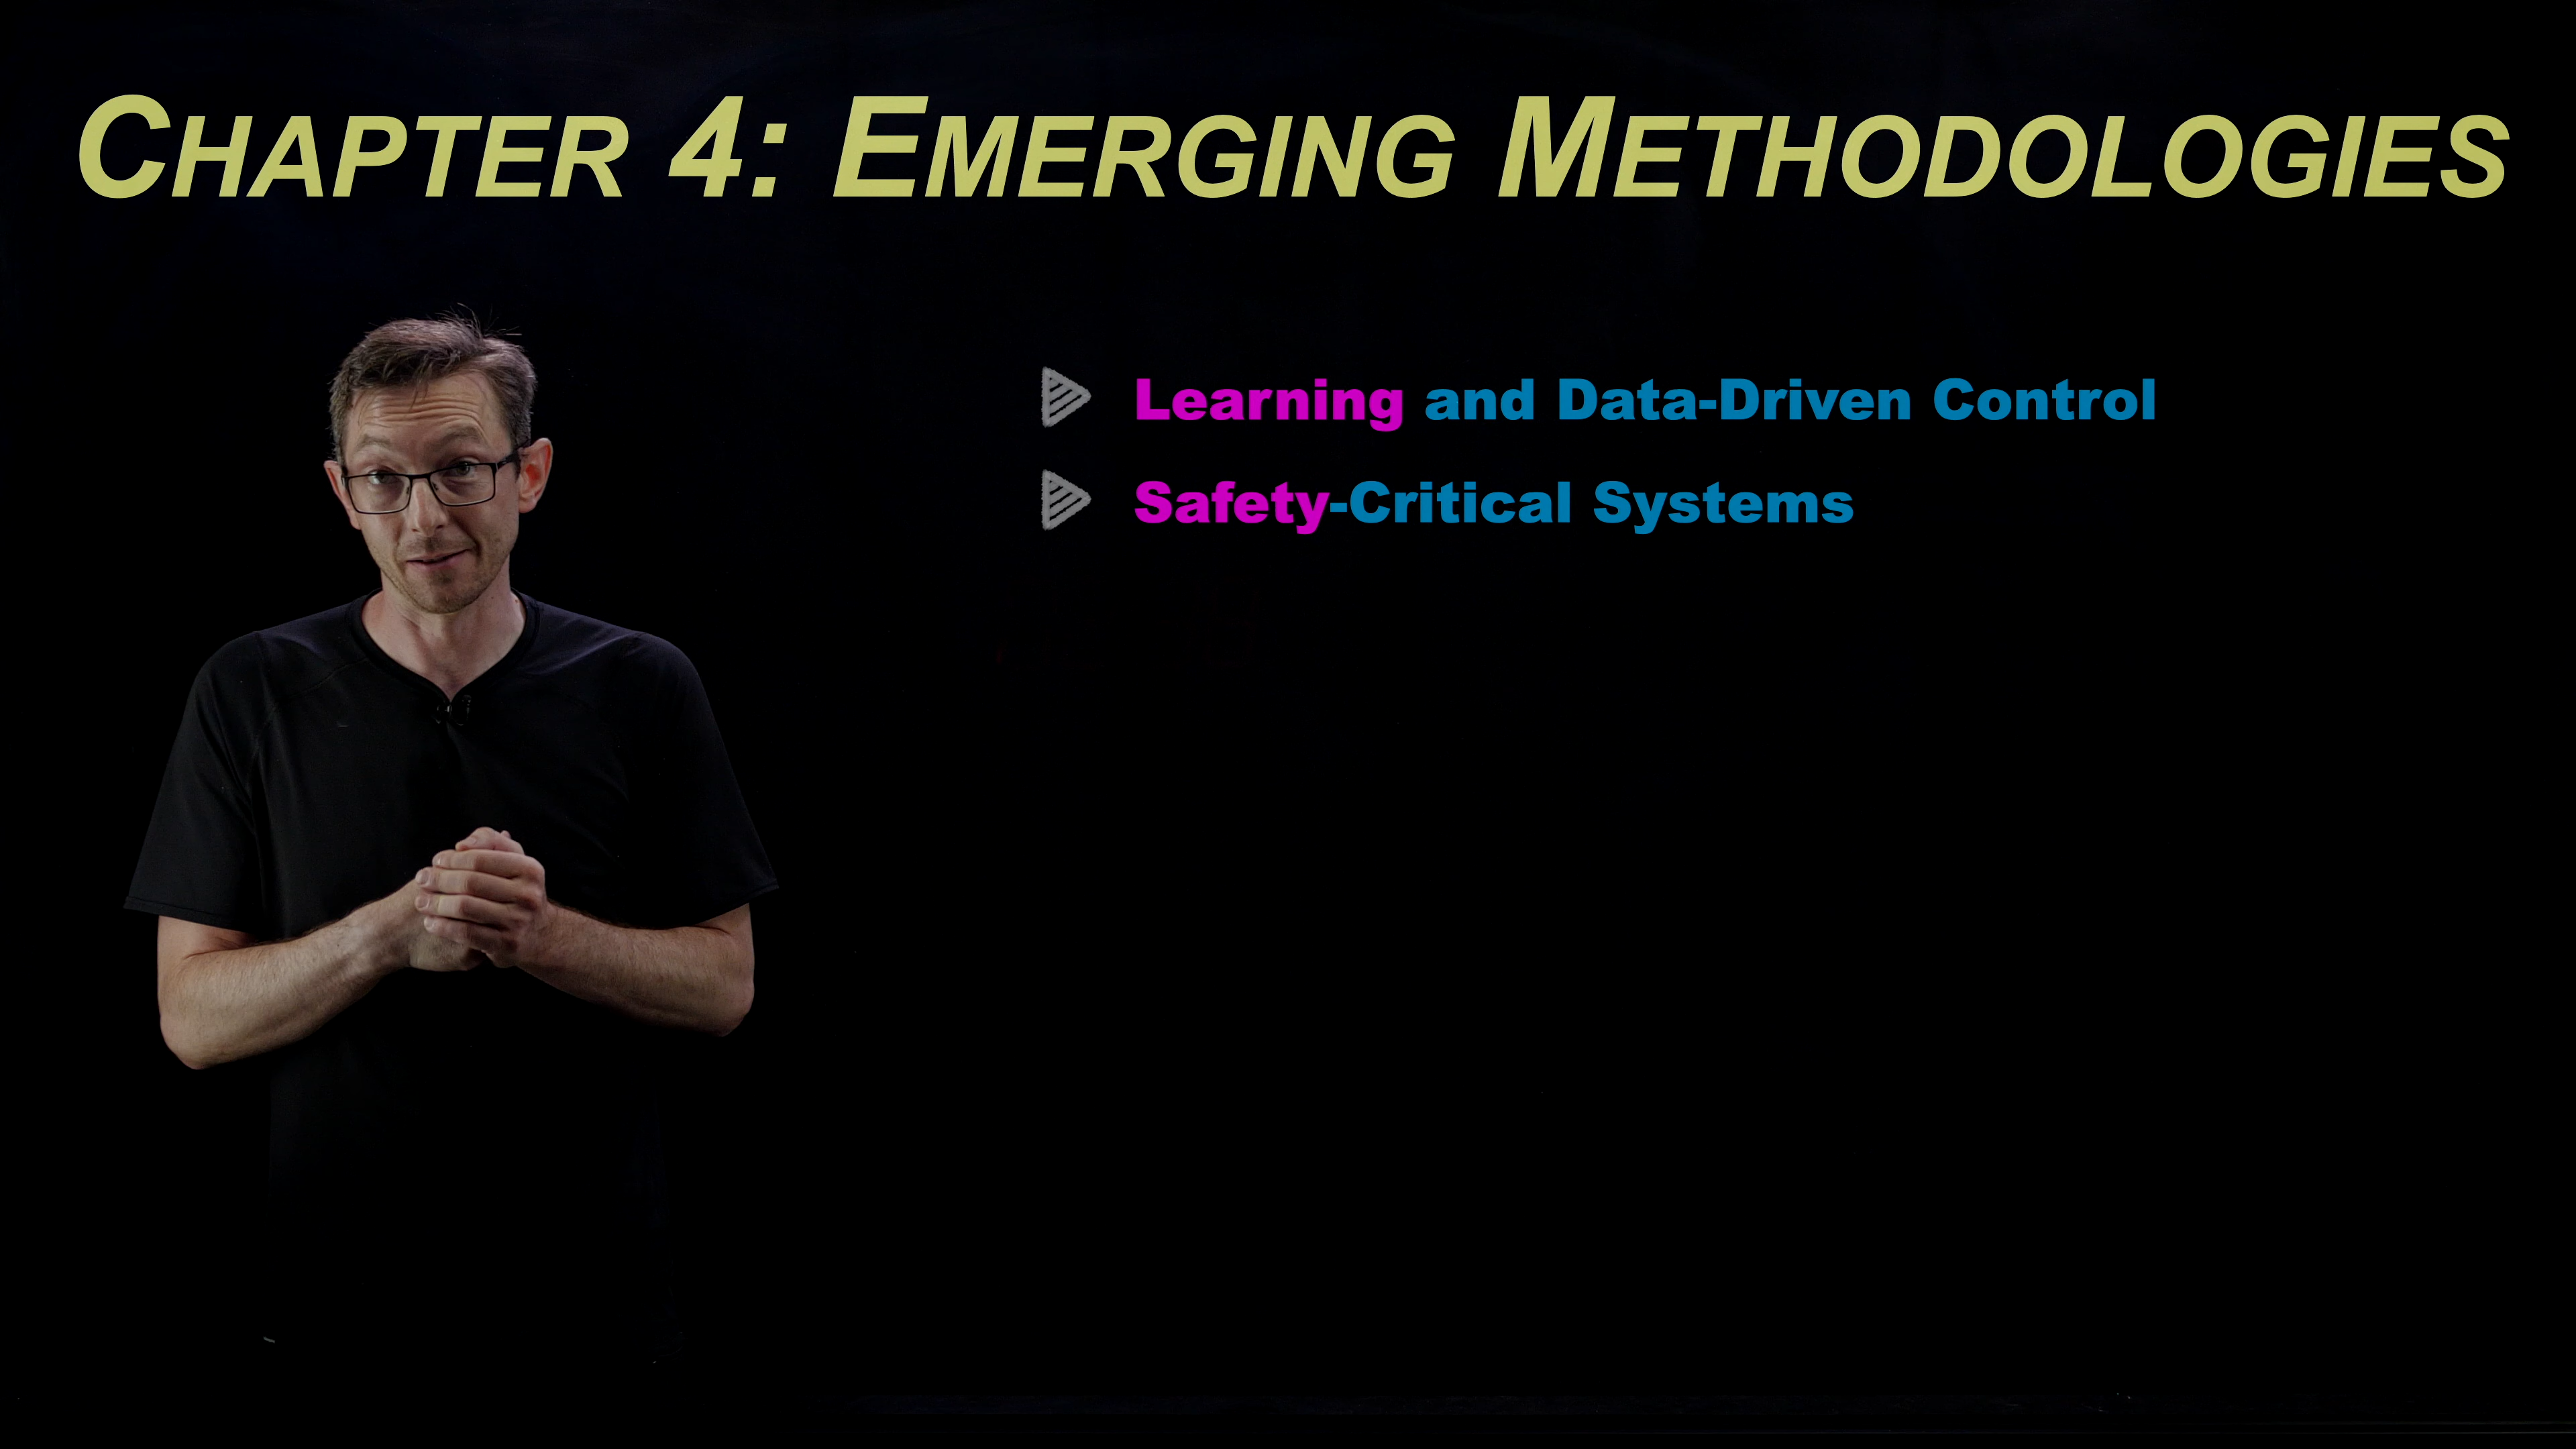 CHAPTER 4: EMERGING METHODOLOGIES
Learning and Data-Driven Control
Safety-Critical Systems